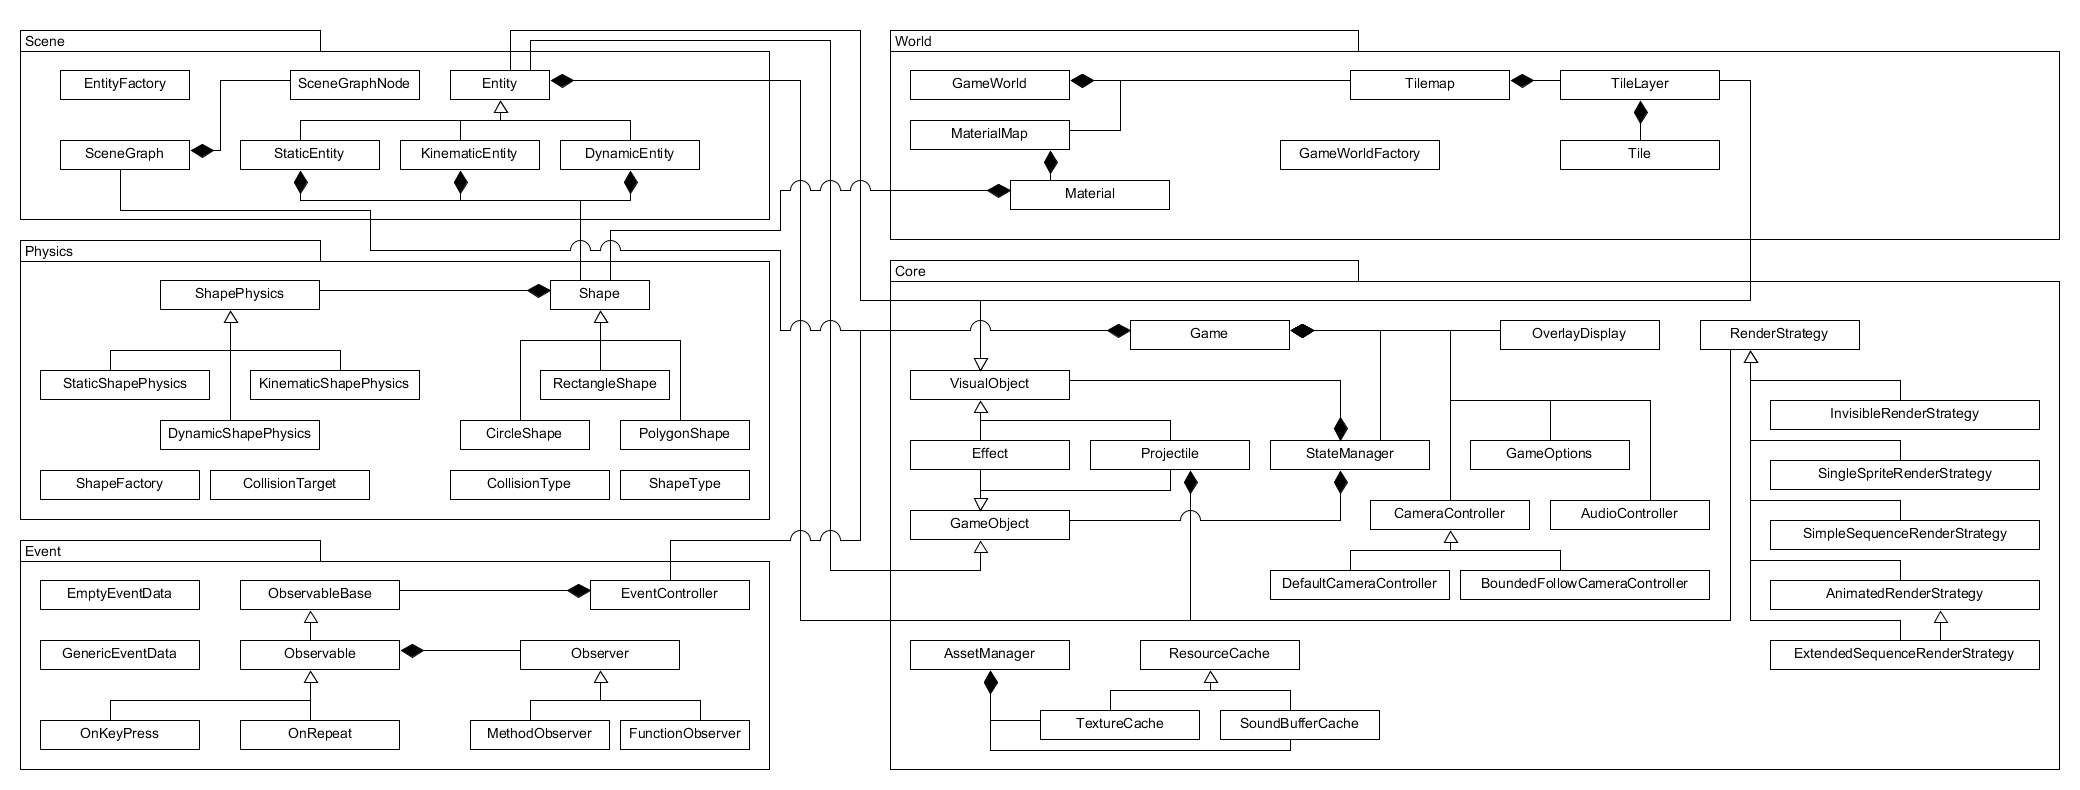 Scene
EntityFactory
SceneGraphNode
Entity
SceneGraph
StaticEntity
KinematicEntity
DynamicEntity
World
GameWorld
Tilemap
TileLayer
MaterialMap
GameWorldFactory
Tile
Material
Physics
ShapePhysics
Shape
StaticShapePhysics
KinematicShapePhysics
RectangleShape
DynamicShapePhysics
CircleShape
PolygonShape
ShapeFactory
CollisionTarget
CollisionType
ShapeType
Core
Game
OverlayDisplay
RenderStrategy
VisualObject
InvisibleRenderStrategy
Effect
Projectile
StateManager
GameOptions
SingleSpriteRenderStrategy
GameObject
CameraController
AudioController
SimpleSequenceRenderStrategy
DefaultCameraController
BoundedFollowCameraController
AnimatedRenderStrategy
AssetManager
ResourceCache
ExtendedSequenceRenderStrategy
TextureCache
SoundBufferCache
Event
EmptyEventData
ObservableBase
EventController
GenericEventData
Observable
Observer
OnKeyPress
OnRepeat
MethodObserver
FunctionObserver